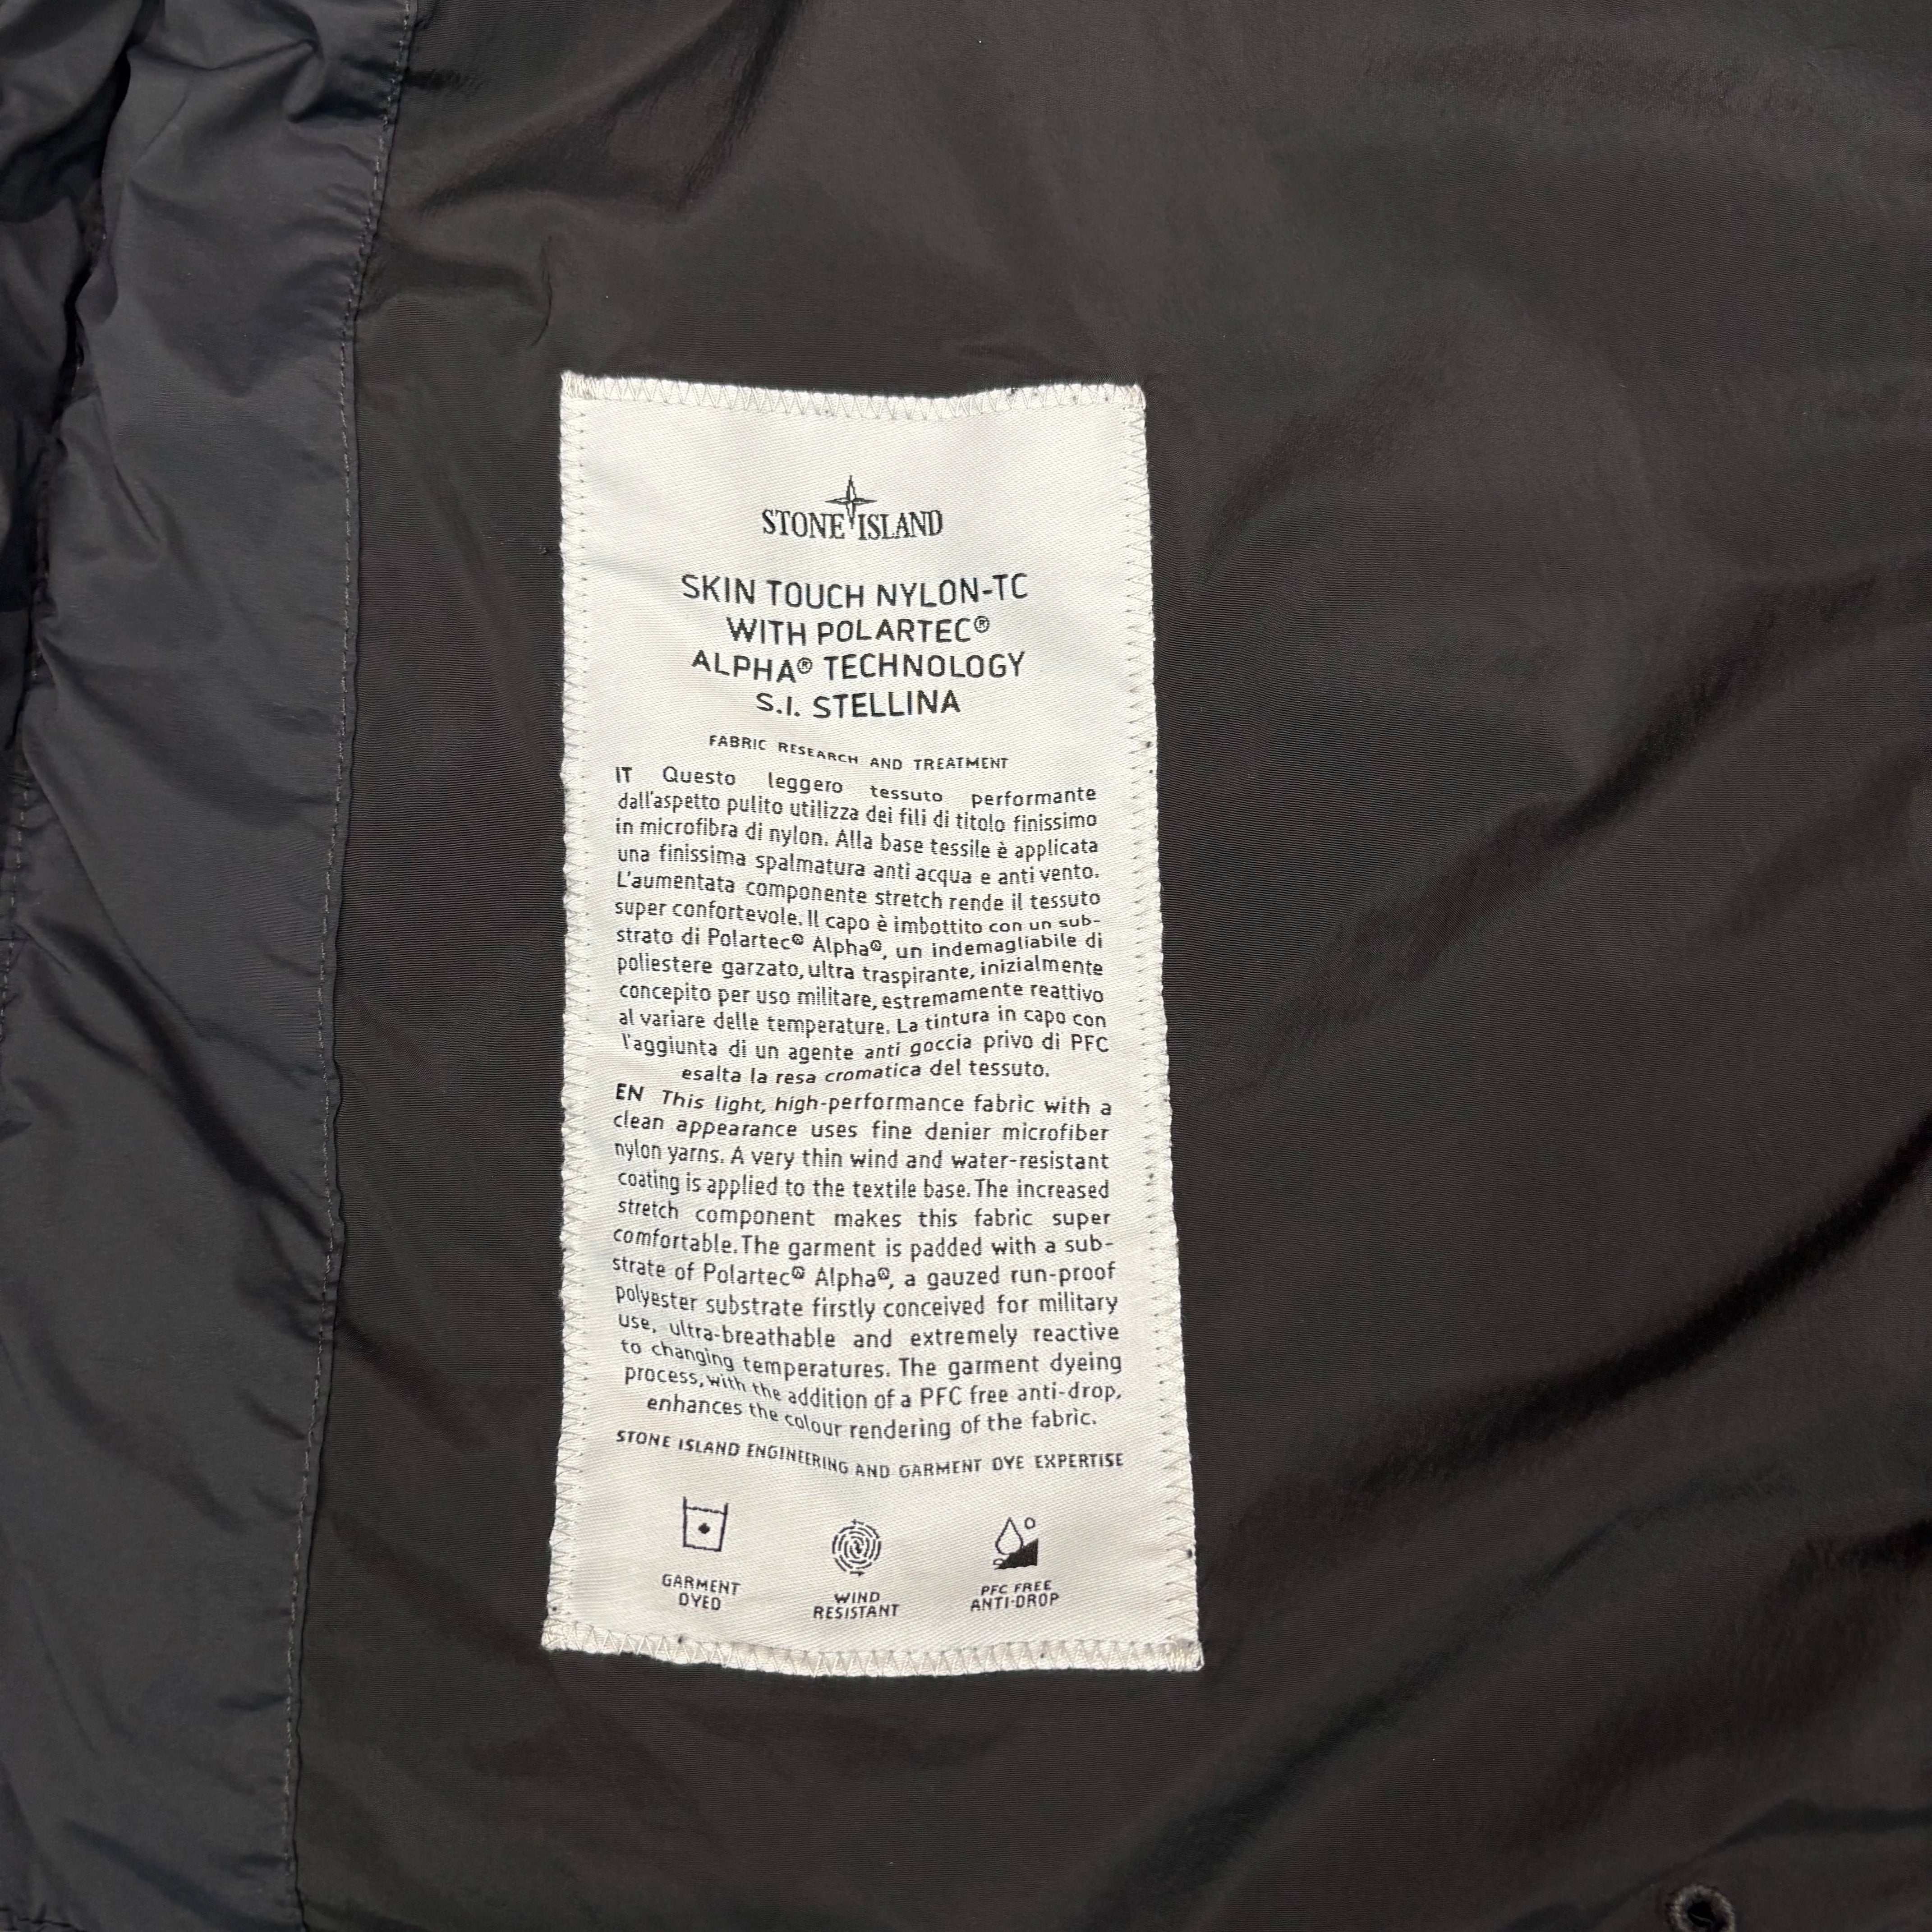 STONE ISLAND
SKIN TOUCH NYLON-TC
WITH POLARTEC®
ALPHA® TECHNOLOGY
S.I. STELLINA
FABRIC RESEARCH AND TREATMENT
IT Questo leggero tessuto performante
dall'aspetto pulito utilizza dei fili di titolo finissimo
in microfibra di nylon. Alla base tessile è applicata
una finissima spalmatura anti acqua e anti vento.
L'aumentata componente stretch rende il tessuto
super confortevole. Il capo è imbottito con un sub-
strato di Polartec® Alpha®, un indemagliabile di
poliestere garzato, ultra traspirante, inizialmente
concepito per uso militare, estremamente reattivo
al variare delle temperature. La tintura in capo con
l'aggiunta di un agente anti goccia privo di PFC
esalta la resa cromatica del tessuto.
EN This light, high-performance fabric with a
clean appearance uses fine denier microfiber
nylon yarns. A very thin wind and water-resistant
coating is applied to the textile base. The increased
stretch component makes this fabric super
comfortable. The garment is padded with a sub-
strate of Polartec® Alpha®, a gauzed run-proof
polyester substrate firstly conceived for military
use, ultra-breathable and extremely reactive
to changing temperatures. The garment dyeing
process, with the addition of a PFC free anti-drop,
enhances the colour rendering of the fabric.
STONE ISLAND ENGINEERING AND GARMENT DYE EXPERTISE
GARMENT
DYED
WIND
RESISTANT
PFC FREE
ANTI-DROP